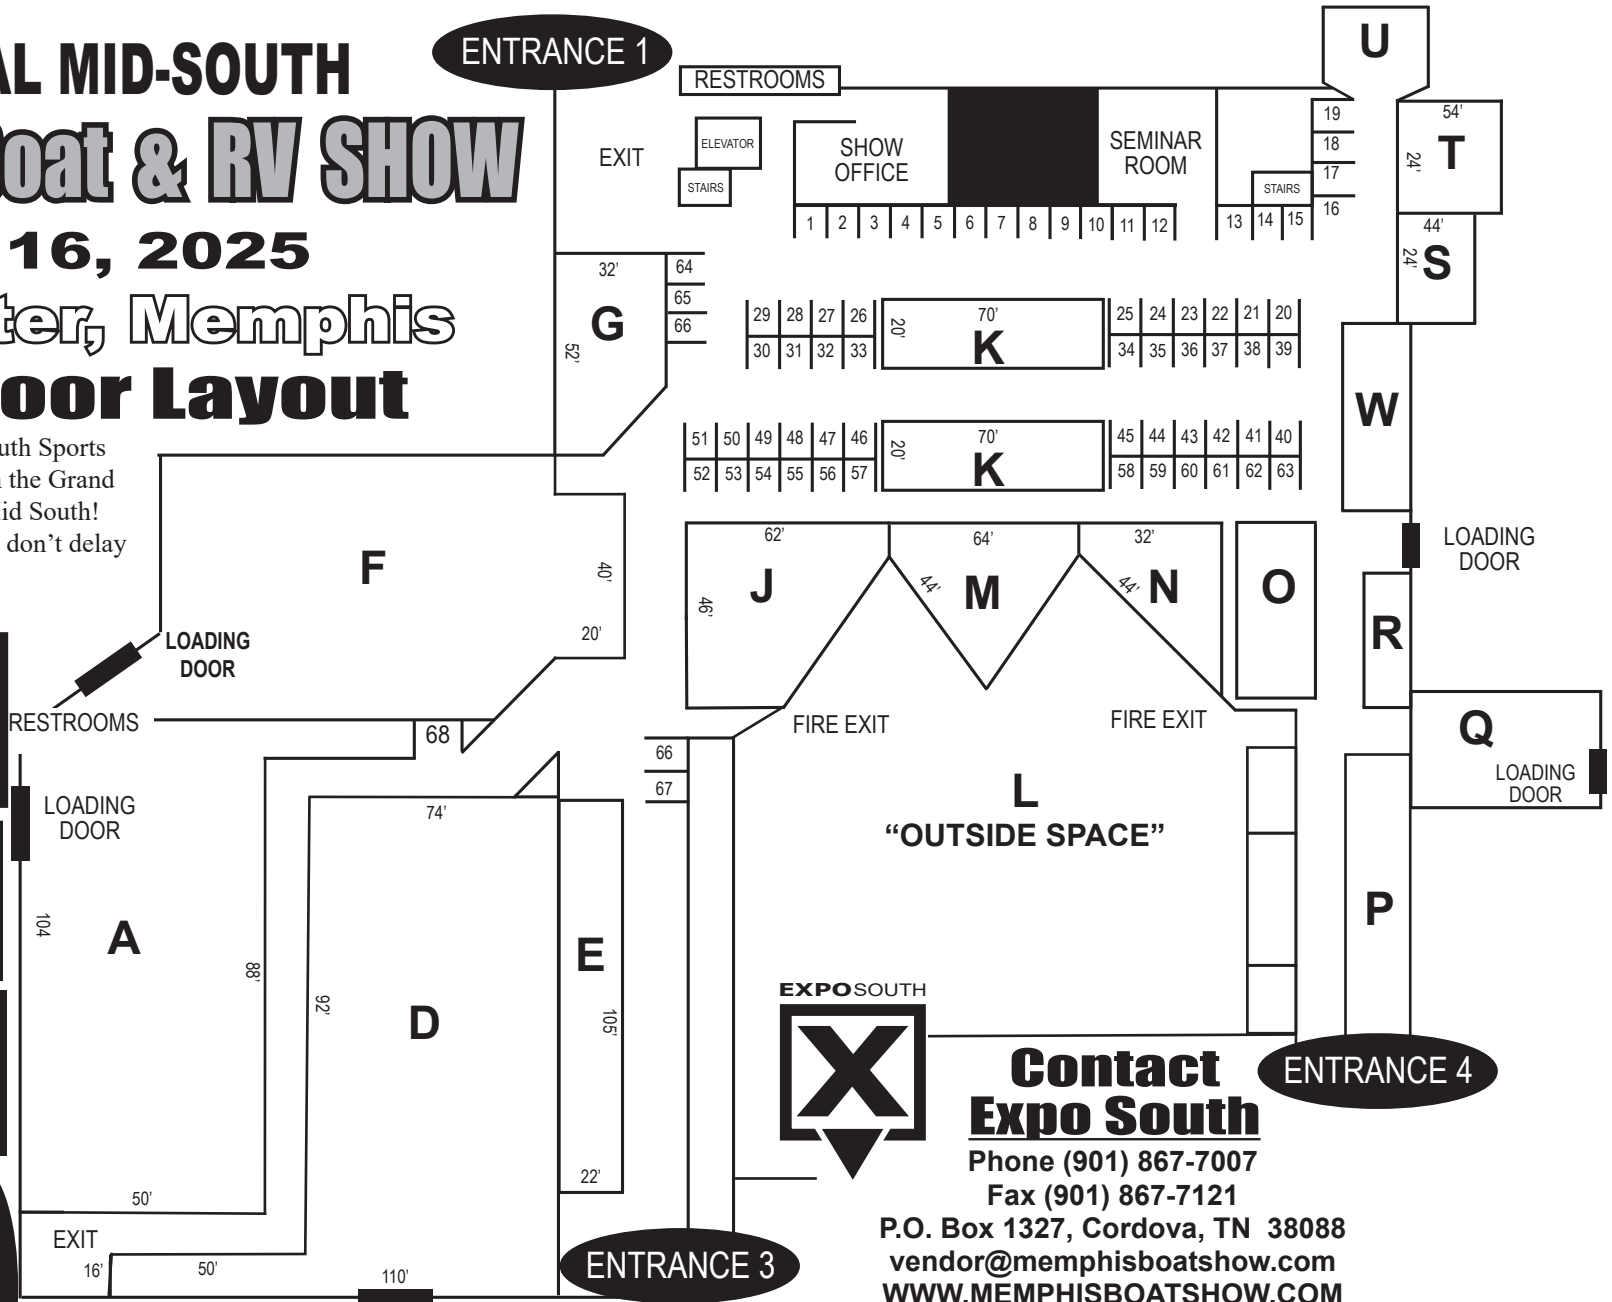 AL MID-SOUTH
oat & RV SHOW
16, 2025
ter, Memphis
oor Layout
uth Sports
n the Grand
id South!
don’t delay
ENTRANCE 1
RESTROOMS
ELEVATOR
STAIRS
EXIT
SHOW
OFFICE
SEMINAR
ROOM
STAIRS
1 2 3 4 5 6 7 8 9 10 11 12
13 14 15
19
18
17
16
U
54’
24’
T
44’
24’
S
32’
G
52’
64
65
66
29 28 27 26
30 31 32 33
20’
70’
K
25 24 23 22 21 20
34 35 36 37 38 39
51 50 49 48 47 46
52 53 54 55 56 57
20’
70’
K
45 44 43 42 41 40
58 59 60 61 62 63
W
LOADING
DOOR
F
40’
20’
LOADING
DOOR
RESTROOMS
68
62’
46’
J
64’
44’
M
32’
44’
N
O
R
Q
LOADING
DOOR
FIRE EXIT
FIRE EXIT
66
67
L
“OUTSIDE SPACE”
P
LOADING
DOOR
104
A
88’
50’
EXIT
16’
50’
110’
74’
92’
D
E
105’
22’
ENTRANCE 3
EXPOSOUTH
X
ENTRANCE 4
Contact
Expo South
Phone (901) 867-7007
Fax (901) 867-7121
P.O. Box 1327, Cordova, TN 38088
vendor@memphisboatshow.com
WWW.MEMPHISBOATSHOW.COM